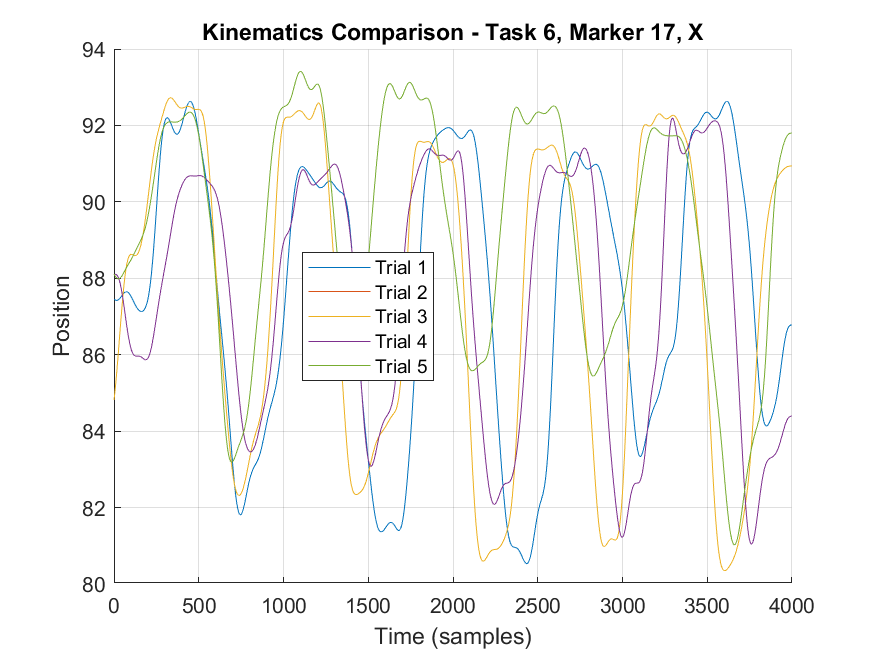 Kinematics Comparison - Task 6, Marker 17, X
94
92
90
88
86
84
82
80
Position
Trial 1
Trial 2
Trial 3
Trial 4
Trial 5
0 500 1000 1500 2000 2500 3000 3500 4000
Time (samples)